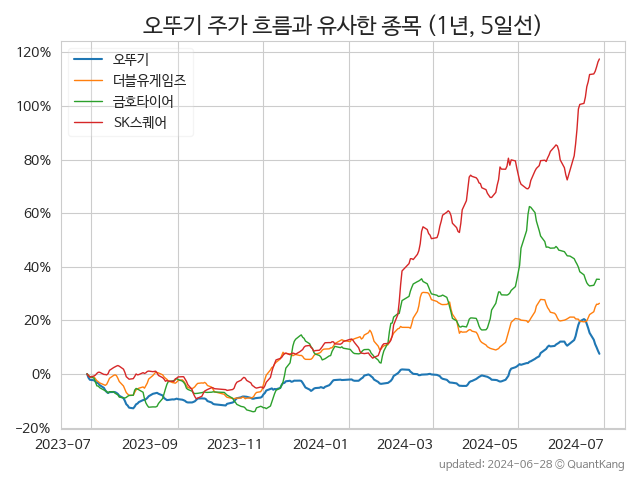 오뚜기 주가 흐름과 유사한 종목 (1년, 5일선)
120%
100%
80%
60%
40%
20%
0%
−20%
오뚜기
더블유게임즈
금호타이어
SK스퀘어
2023-07
2023-09
2023-11
2024-01
2024-03
2024-05
2024-07
updated: 2024-06-28 © QuantKang